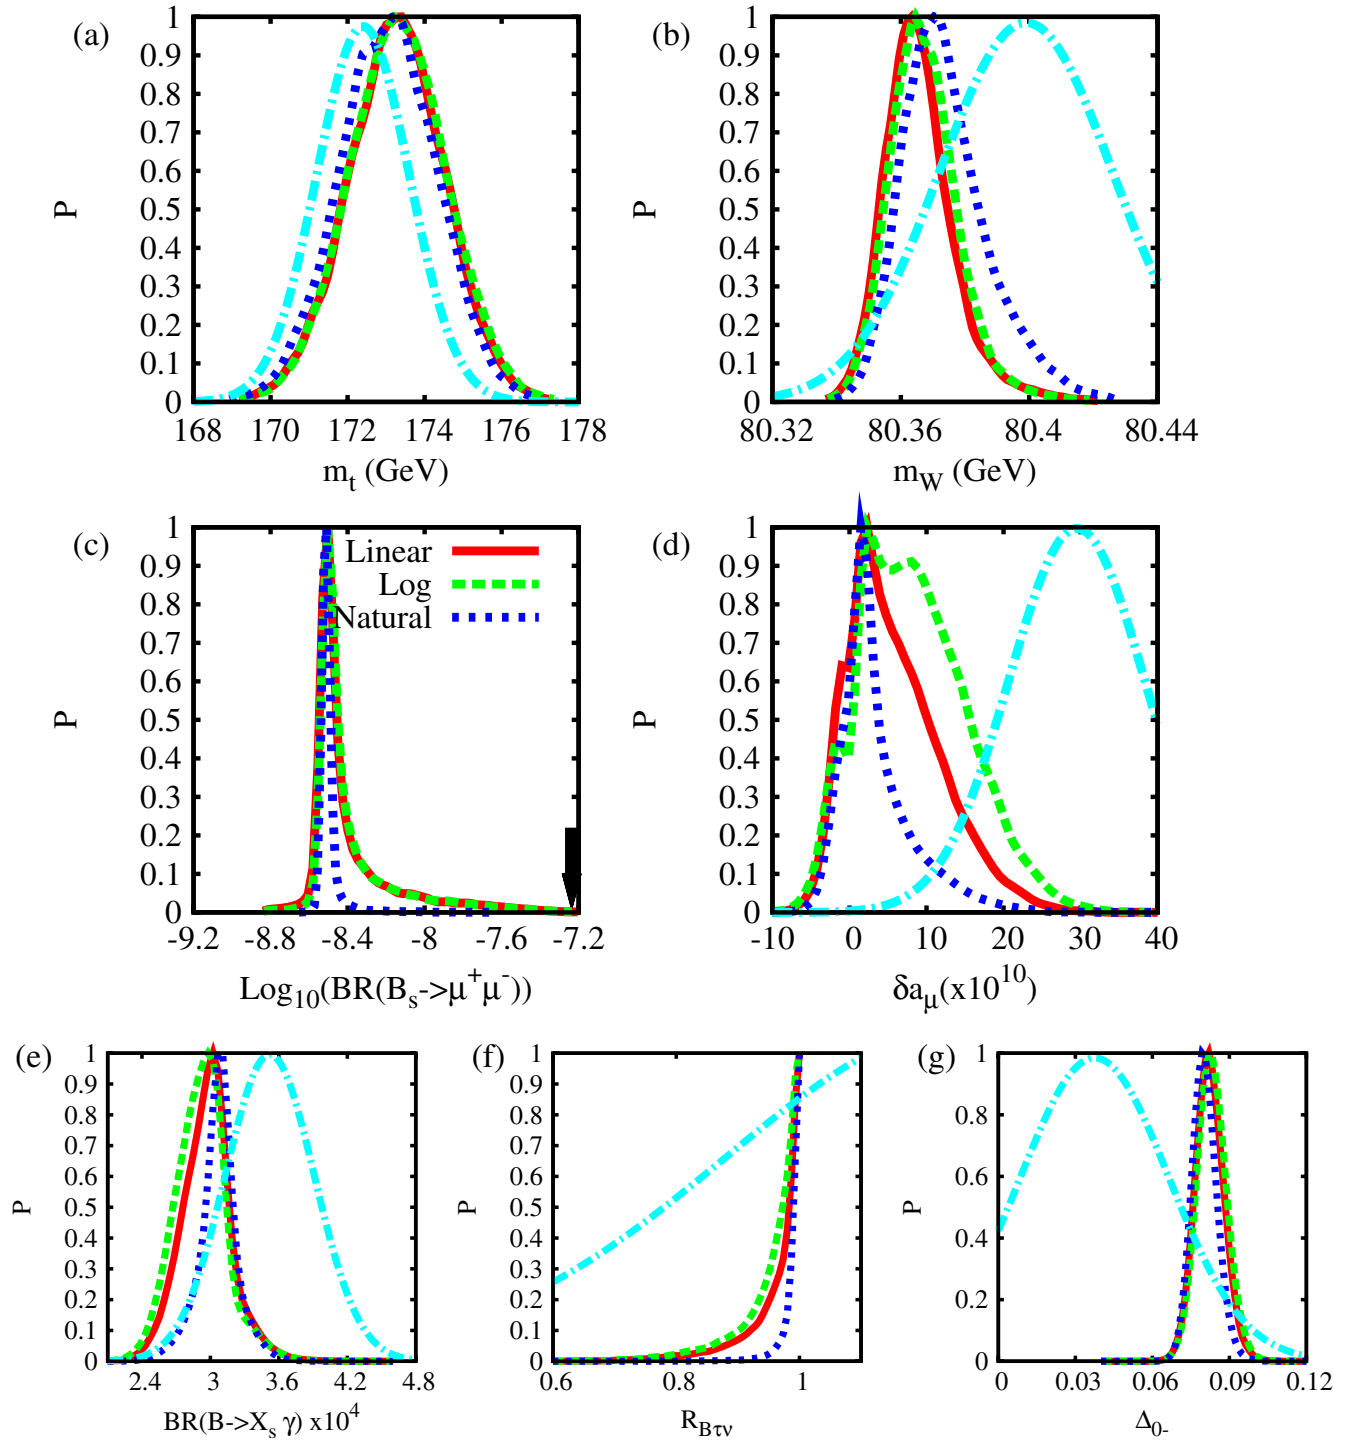 (a)
P
1
0.9
0.8
0.7
0.6
0.5
0.4
0.3
0.2
0.1
0
168 170 172 174 176 178
m_t (GeV)
(b)
P
1
0.9
0.8
0.7
0.6
0.5
0.4
0.3
0.2
0.1
0
80.32 80.36 80.4 80.44
m_W (GeV)
(c)
P
1
0.9
0.8
0.7
0.6
0.5
0.4
0.3
0.2
0.1
0
Linear
Log
Natural
-9.2 -8.8 -8.4 -8 -7.6 -7.2
Log₁₀(BR(B_s->μ⁺μ⁻))
(d)
P
1
0.9
0.8
0.7
0.6
0.5
0.4
0.3
0.2
0.1
0
-10 0 10 20 30 40
δa_μ(x10¹⁰)
(e)
P
1
0.9
0.8
0.7
0.6
0.5
0.4
0.3
0.2
0.1
0
2.4 3 3.6 4.2 4.8
BR(B->X_s γ) x10⁴
(f)
P
1
0.9
0.8
0.7
0.6
0.5
0.4
0.3
0.2
0.1
0
0.6 0.8 1
R_Bτν
(g)
P
1
0.8
0.6
0.4
0.2
0
0 0.03 0.06 0.09 0.12
Δ₀₋